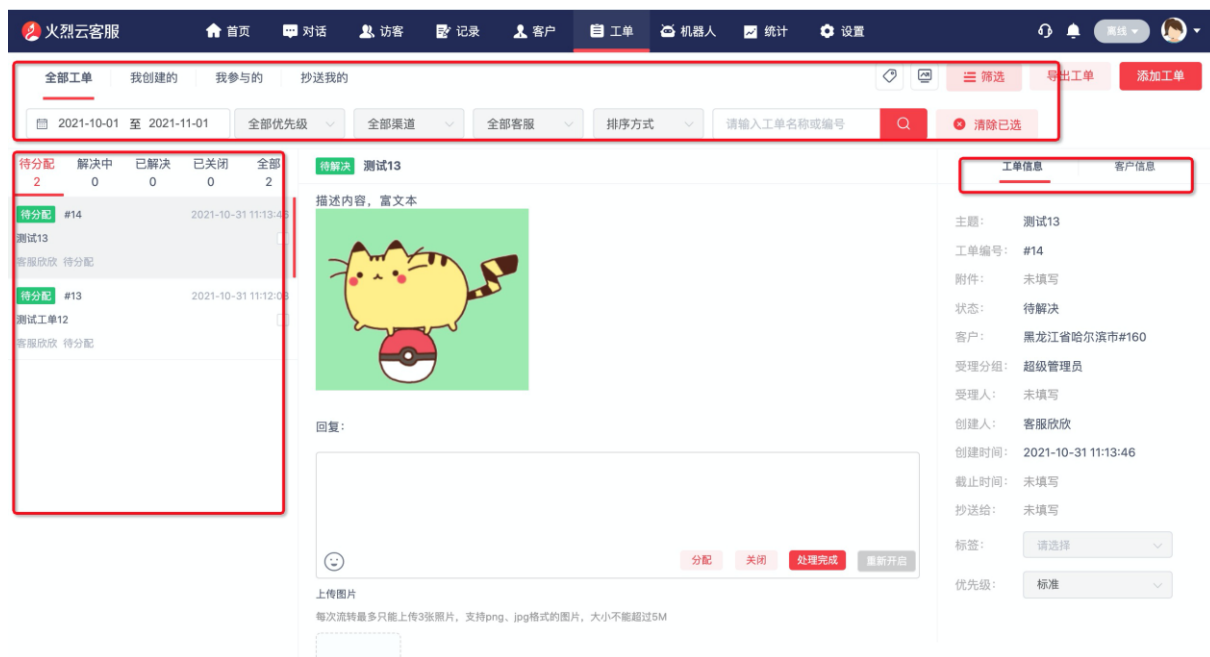 火烈云客服 首页 对话 访客 记录 客户 工单 机器人 统计 设置 离线
全部工单 我创建的 我参与的 抄送我的 筛选 导出工单 添加工单
2021-10-01 至 2021-11-01 全部优先级 全部渠道 全部客服 排序方式 请输入工单名称或编号 清除已选
待分配 解决中 已解决 已关闭 全部
2 0 0 0 2
待分配 #14 2021-10-31 11:13:46
测试13
客服欣欣 待分配
待分配 #13 2021-10-31 11:12:03
测试工单12
客服欣欣 待分配
待解决 测试13
描述内容，富文本
回复：
分配 关闭 处理完成 重新开启
上传图片
每次流转最多只能上传3张照片，支持png、jpg格式的图片，大小不能超过5M
工单信息 客户信息
主题： 测试13
工单编号： #14
附件： 未填写
状态： 待解决
客户： 黑龙江省哈尔滨市#160
受理分组： 超级管理员
受理人： 未填写
创建人： 客服欣欣
创建时间： 2021-10-31 11:13:46
截止时间： 未填写
抄送给： 未填写
标签： 请选择
优先级： 标准